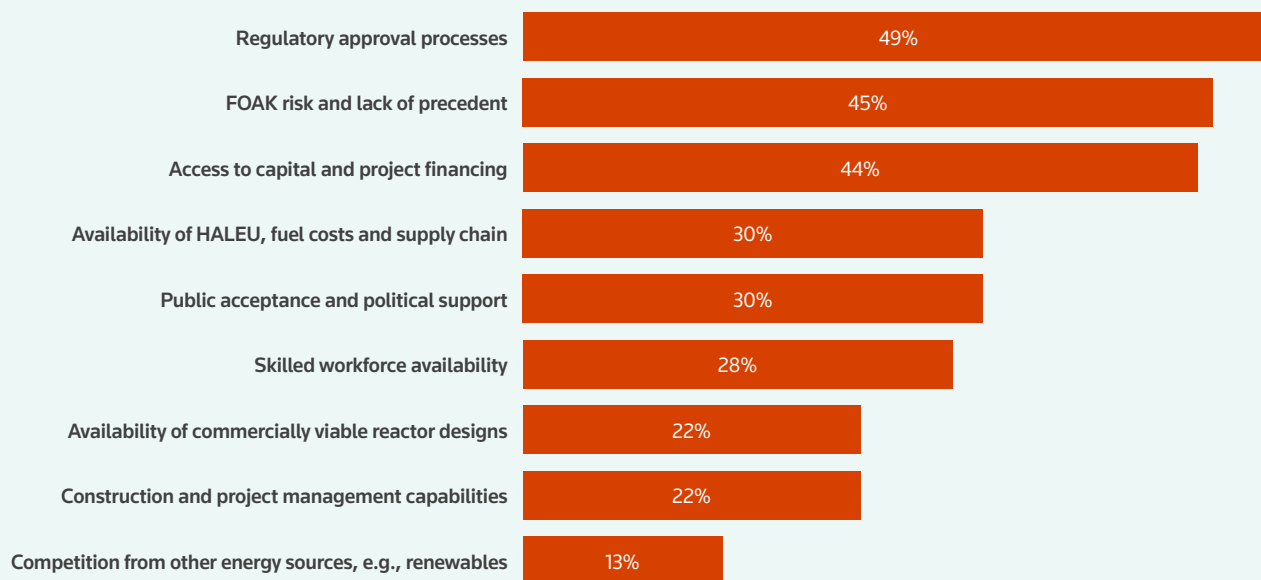 Regulatory approval processes 49%
FOAK risk and lack of precedent 45%
Access to capital and project financing 44%
Availability of HALEU, fuel costs and supply chain 30%
Public acceptance and political support 30%
Skilled workforce availability 28%
Availability of commercially viable reactor designs 22%
Construction and project management capabilities 22%
Competition from other energy sources, e.g., renewables 13%